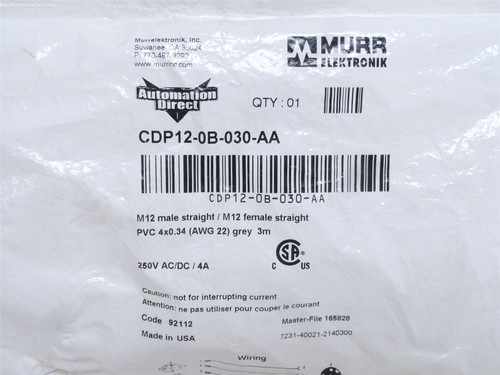 Murrelektronik, Inc.
Suwanee, GA 30024
P. 770-497-9292
www.murrinc.com
MURR
ELEKTRONIK
Automation
Direct
QTY : 01
CDP12-0B-030-AA
CDP12-0B-030-AA
M12 male straight / M12 female straight
PVC 4x0.34 (AWG 22) grey 3m
250V AC/DC / 4A
C US
Caution: not for interrupting current
Attention: ne pas utiliser pour couper le courant
Code 92112
Master-File 165828
Made in USA
7231-40021-2140300
Wiring